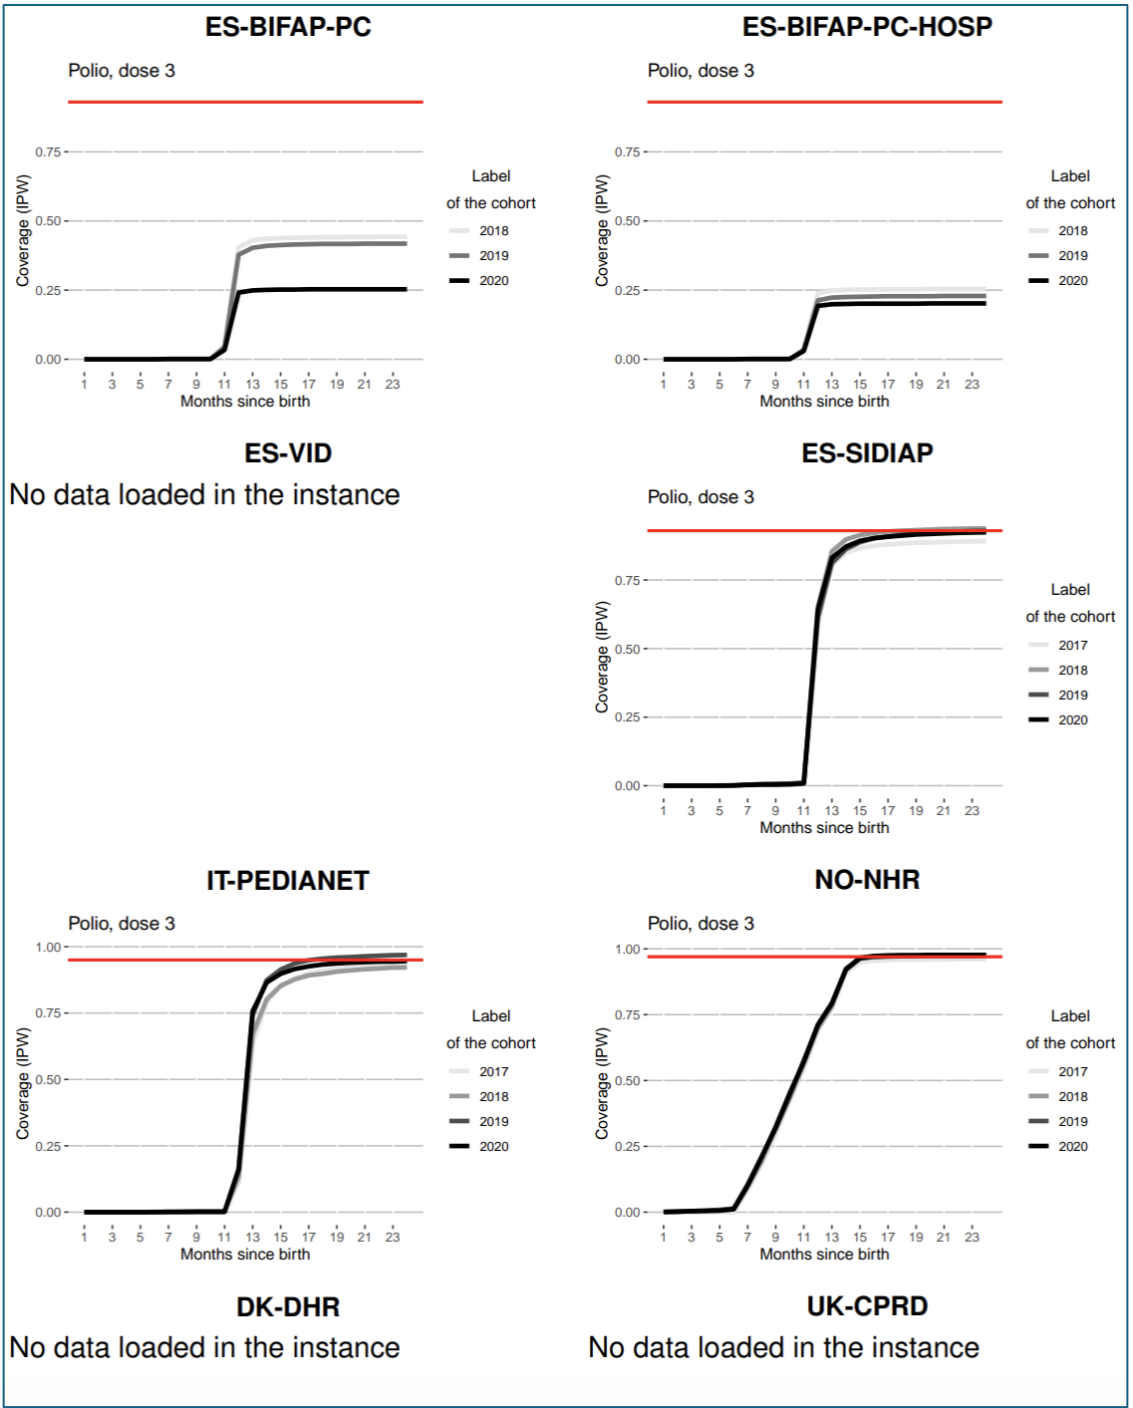 ES-BIFAP-PC
Polio, dose 3
Coverage (IPW)
0.75
0.50
0.25
0.00
1 3 5 7 9 11 13 15 17 19 21 23
Months since birth
Label
of the cohort
2018
2019
2020
ES-BIFAP-PC-HOSP
Polio, dose 3
Coverage (IPW)
0.75
0.50
0.25
0.00
1 3 5 7 9 11 13 15 17 19 21 23
Months since birth
Label
of the cohort
2018
2019
2020
ES-VID
No data loaded in the instance
ES-SIDIAP
Polio, dose 3
Coverage (IPW)
0.75
0.50
0.25
0.00
1 3 5 7 9 11 13 15 17 19 21 23
Months since birth
Label
of the cohort
2017
2018
2019
2020
IT-PEDIANET
Polio, dose 3
Coverage (IPW)
1.00
0.75
0.50
0.25
0.00
1 3 5 7 9 11 13 15 17 19 21 23
Months since birth
Label
of the cohort
2017
2018
2019
2020
NO-NHR
Polio, dose 3
Coverage (IPW)
1.00
0.75
0.50
0.25
0.00
1 3 5 7 9 11 13 15 17 19 21 23
Months since birth
Label
of the cohort
2017
2018
2019
2020
DK-DHR
No data loaded in the instance
UK-CPRD
No data loaded in the instance